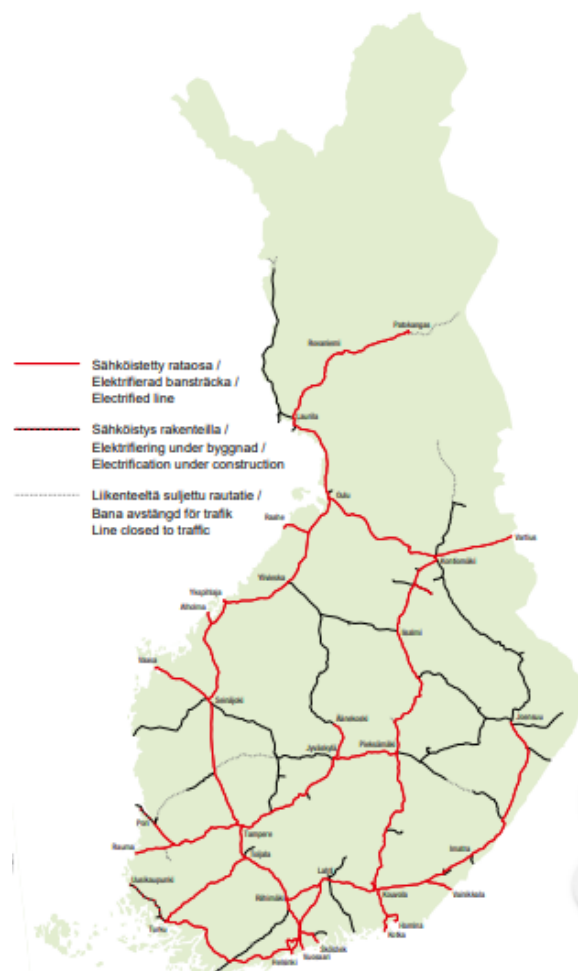 Patokangas
Rovaniemi
Sähköistetty rataosa /
Elektrifierad bansträcka /
Electrified line
Laurila
Sähköistys rakenteilla /
Elektrifiering under byggnad /
Electrification under construction
Liikenteeltä suljettu rautatie /
Bana avstängd för trafik
Line closed to traffic
Oulu
Raahe
Vartius
Kontiomäki
Ylivieska
Ykspihlaja
Alholma
Iisalmi
Vaasa
Seinäjoki
Äänekoski
Joensuu
Jyväskylä
Pieksämäki
Pori
Tampere
Rauma
Toijala
Imatra
Uusikaupunki
Lahti
Riihimäki
Kouvola
Vainikkala
Turku
Hamina
Kotka
Sköldvik
Vuosaari
Helsinki